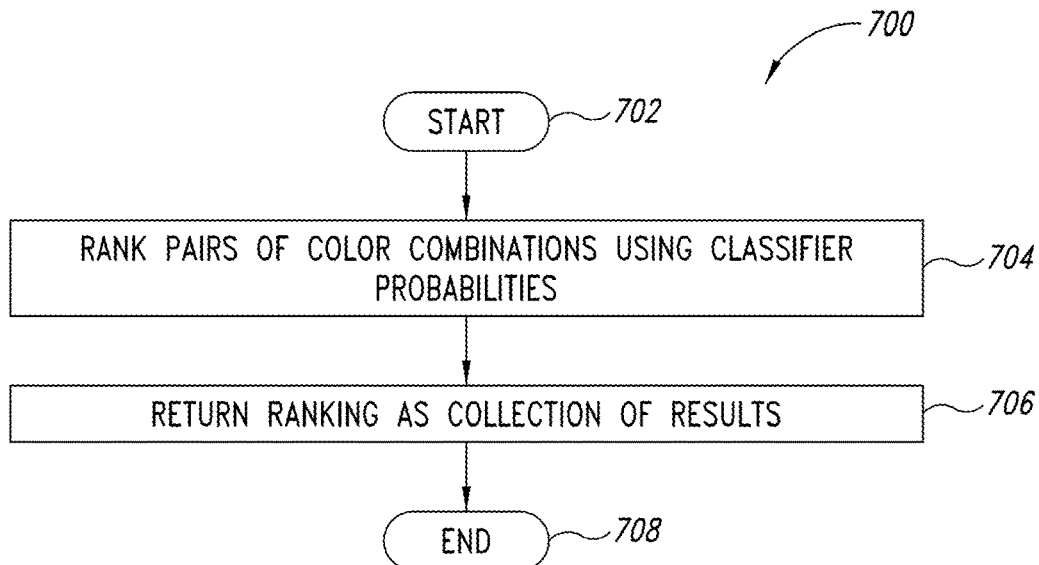 700
START 702
RANK PAIRS OF COLOR COMBINATIONS USING CLASSIFIER
PROBABILITIES
704
RETURN RANKING AS COLLECTION OF RESULTS 706
END 708